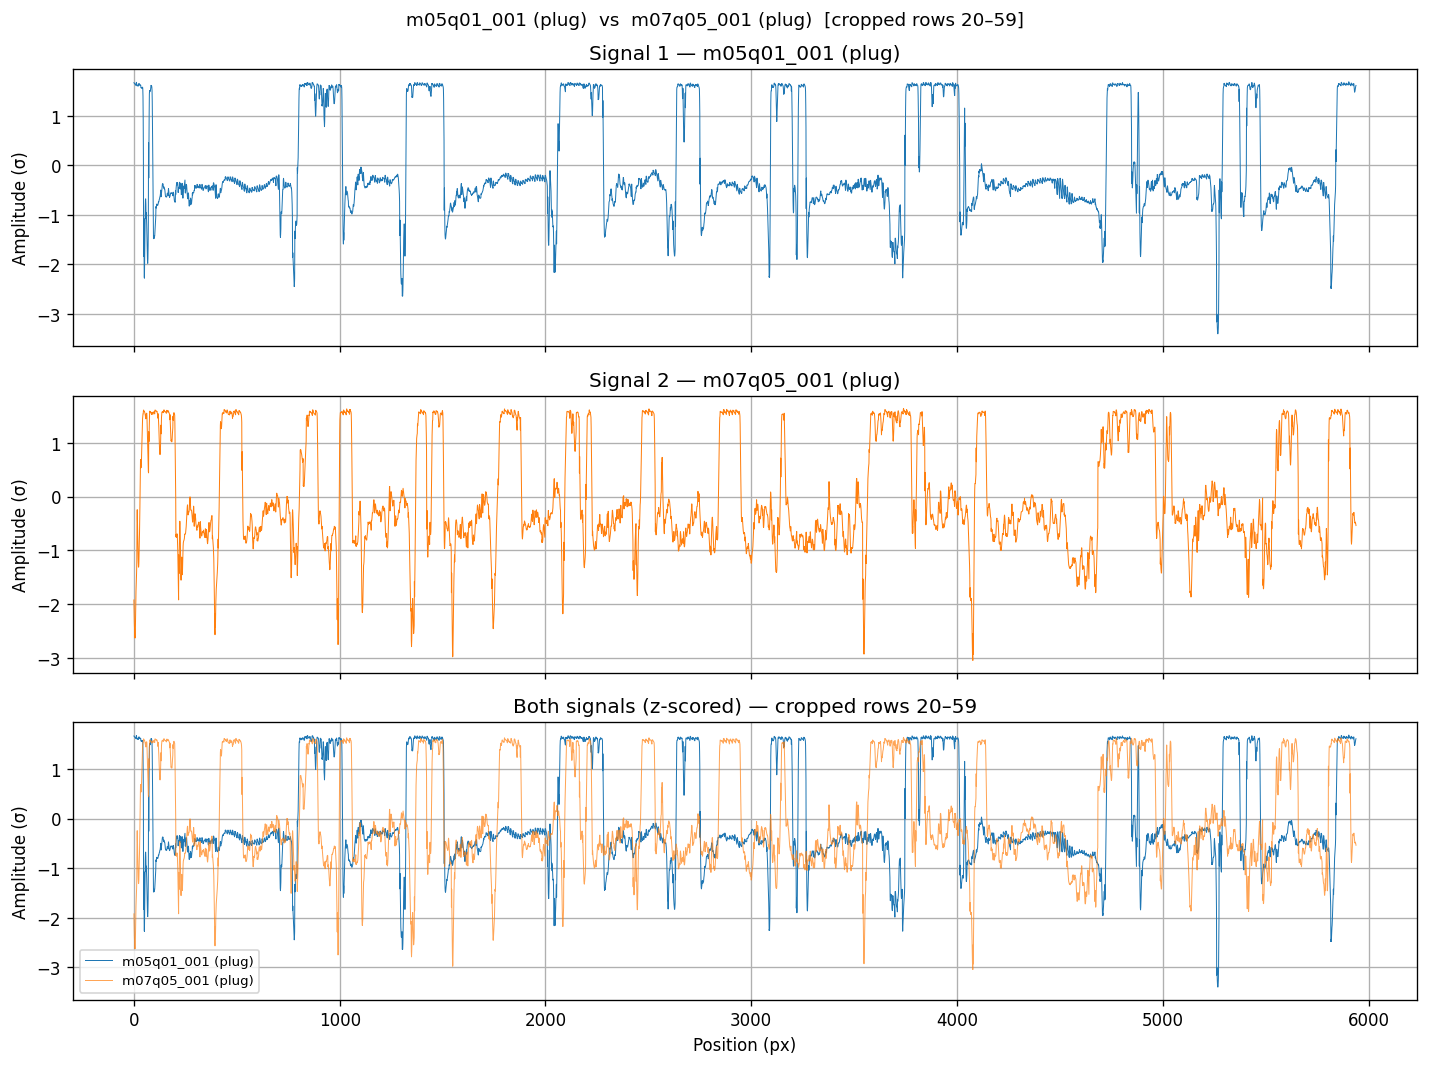 m05q01_001 (plug)  vs  m07q05_001 (plug)  [cropped rows 20–59]
Signal 1 — m05q01_001 (plug)
Amplitude (σ)
1
0
−1
−2
−3
Signal 2 — m07q05_001 (plug)
Amplitude (σ)
1
0
−1
−2
−3
Both signals (z-scored) — cropped rows 20–59
Amplitude (σ)
1
0
−1
−2
−3
m05q01_001 (plug)
m07q05_001 (plug)
0 1000 2000 3000 4000 5000 6000
Position (px)